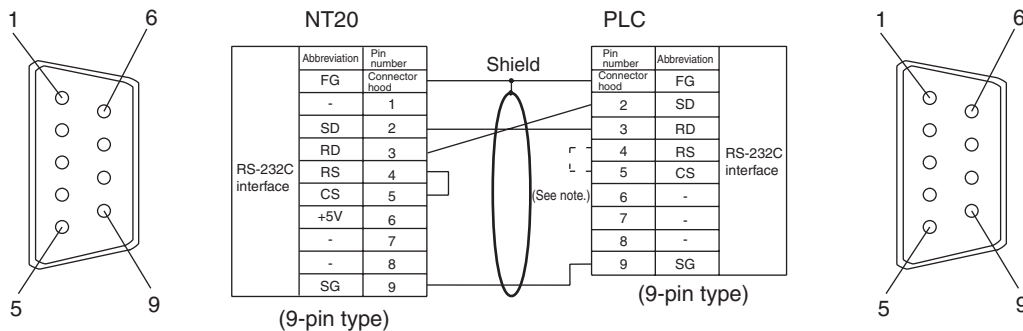 NT20
PLC
1
6
5
9
Shield
Abbreviation Pin number
FG Connector hood
- 1
SD 2
RD 3
RS 4
CS 5
+5V 6
- 7
- 8
SG 9
RS-232C interface
(9-pin type)
(See note.)
Pin number Abbreviation
Connector hood FG
2 SD
3 RD
4 RS
5 CS
6 -
7 -
8 -
9 SG
RS-232C interface
(9-pin type)
1
6
5
9